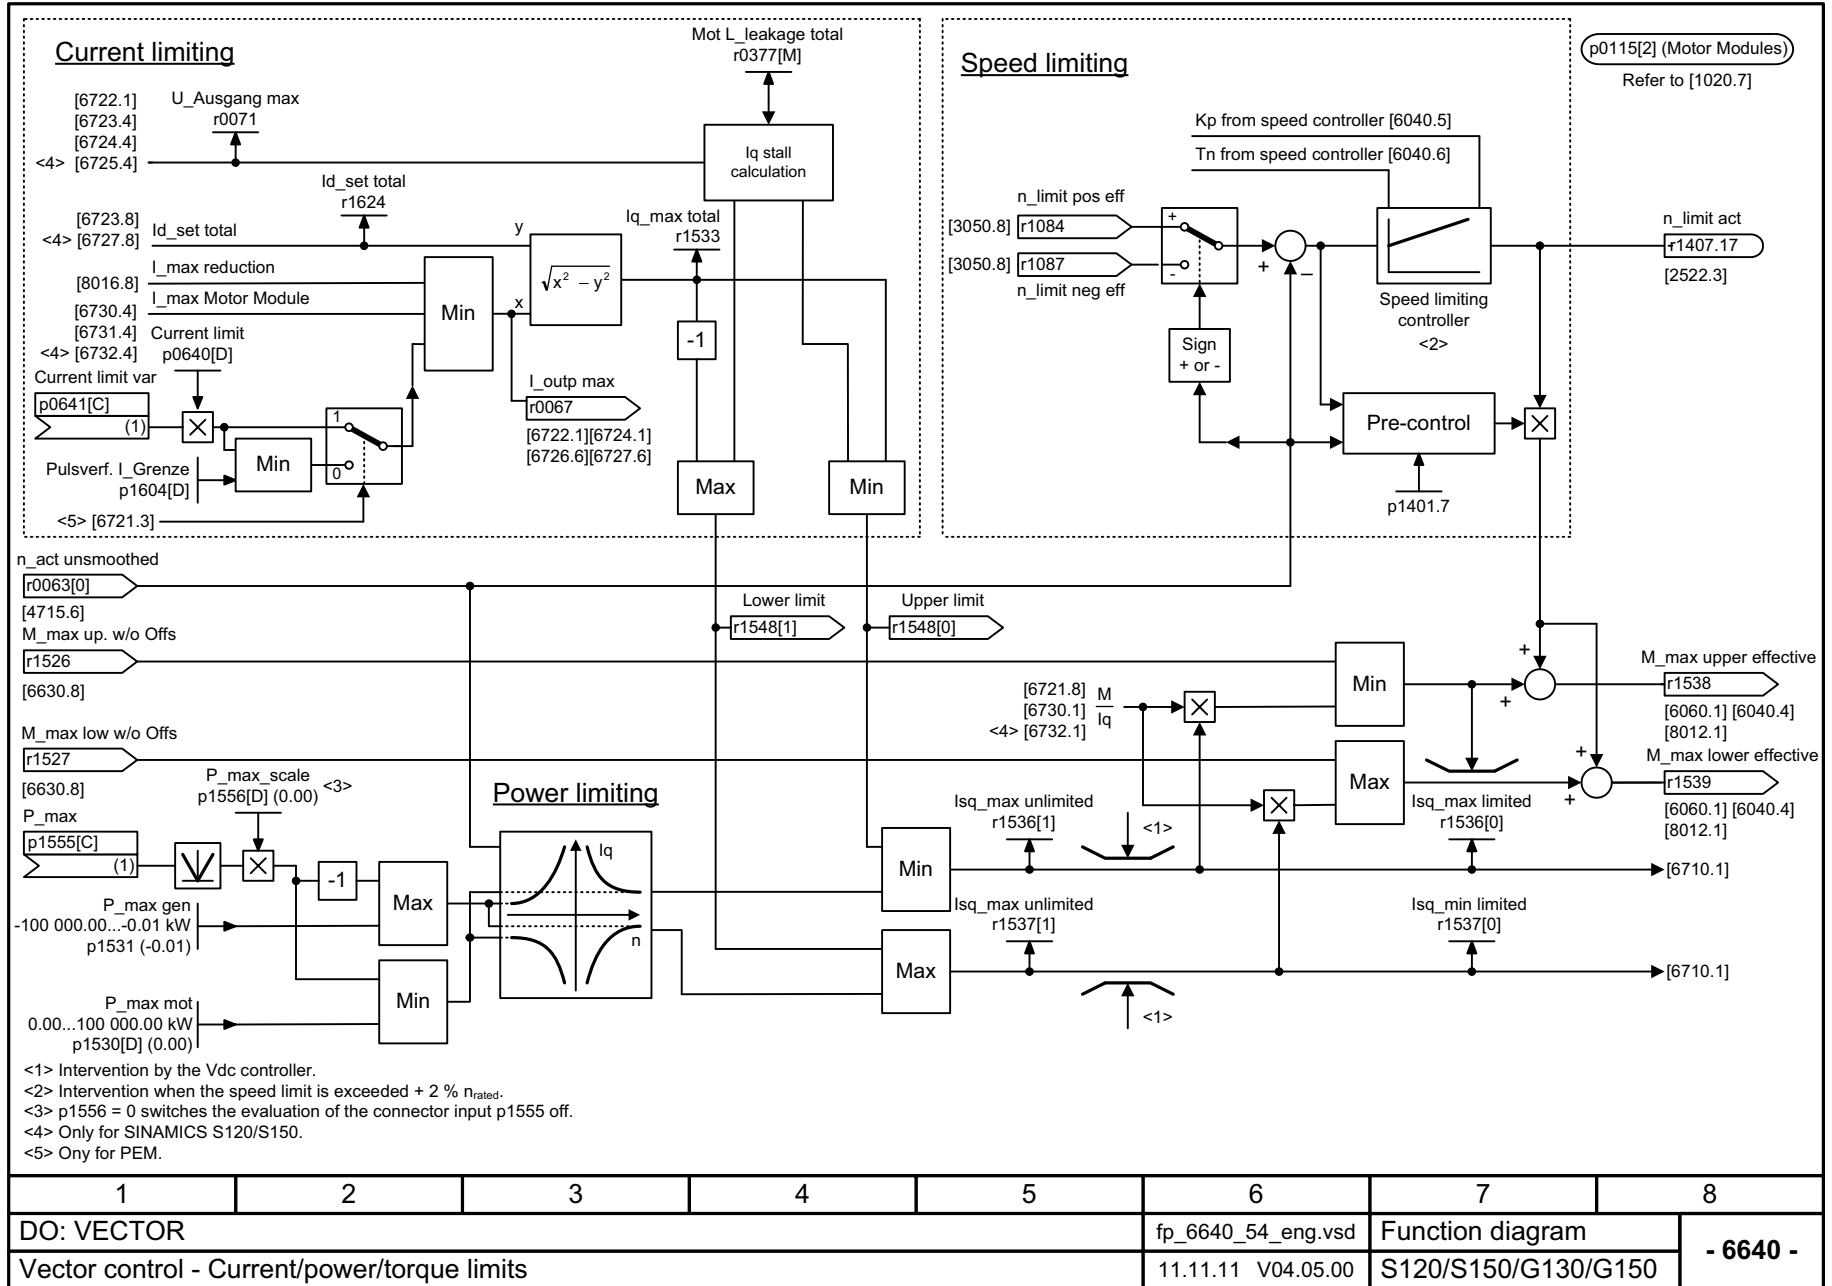 Current limiting
Mot L_leakage total
r0377[M]
[6722.1]
[6723.4]
[6724.4]
<4> [6725.4]
U_Ausgang max
r0071
Iq stall
calculation
Id_set total
r1624
[6723.8]
<4> [6727.8]
Id_set total
y
Iq_max total
r1533
I_max reduction
[8016.8]
I_max Motor Module
[6730.4]
[6731.4]
<4> [6732.4]
Min
x
√x² – y²
-1
Current limit
p0640[D]
Current limit var
p0641[C]
(1)
I_outp max
r0067
[6722.1][6724.1]
[6726.6][6727.6]
1
0
Min
Pulsverf. I_Grenze
p1604[D]
<5> [6721.3]
Max
Min
Speed limiting
p0115[2] (Motor Modules)
Refer to [1020.7]
Kp from speed controller [6040.5]
Tn from speed controller [6040.6]
n_limit pos eff
[3050.8] r1084
[3050.8] r1087
n_limit neg eff
+
-
+
–
n_limit act
r1407.17
[2522.3]
Speed limiting
controller
<2>
Sign
+ or -
Pre-control
p1401.7
n_act unsmoothed
r0063[0]
[4715.6]
Lower limit
r1548[1]
Upper limit
r1548[0]
M_max up. w/o Offs
r1526
[6630.8]
[6721.8]
[6730.1]
<4> [6732.1]
M
Iq
Min
+
+
M_max upper effective
r1538
[6060.1] [6040.4]
[8012.1]
M_max low w/o Offs
r1527
[6630.8]
Max
+
+
M_max lower effective
r1539
[6060.1] [6040.4]
[8012.1]
P_max_scale
p1556[D] (0.00) <3>
P_max
p1555[C]
(1)
-1
Max
Power limiting
Iq
n
Min
Isq_max unlimited
r1536[1]
<1>
Isq_max limited
r1536[0]
[6710.1]
P_max gen
-100 000.00...-0.01 kW
p1531 (-0.01)
Min
Max
Isq_max unlimited
r1537[1]
<1>
Isq_min limited
r1537[0]
[6710.1]
P_max mot
0.00...100 000.00 kW
p1530[D] (0.00)
<1> Intervention by the Vdc controller.
<2> Intervention when the speed limit is exceeded + 2 % nrated.
<3> p1556 = 0 switches the evaluation of the connector input p1555 off.
<4> Only for SINAMICS S120/S150.
<5> Ony for PEM.
1 2 3 4 5 6 7 8
DO: VECTOR
fp_6640_54_eng.vsd
Function diagram
- 6640 -
Vector control - Current/power/torque limits
11.11.11 V04.05.00
S120/S150/G130/G150